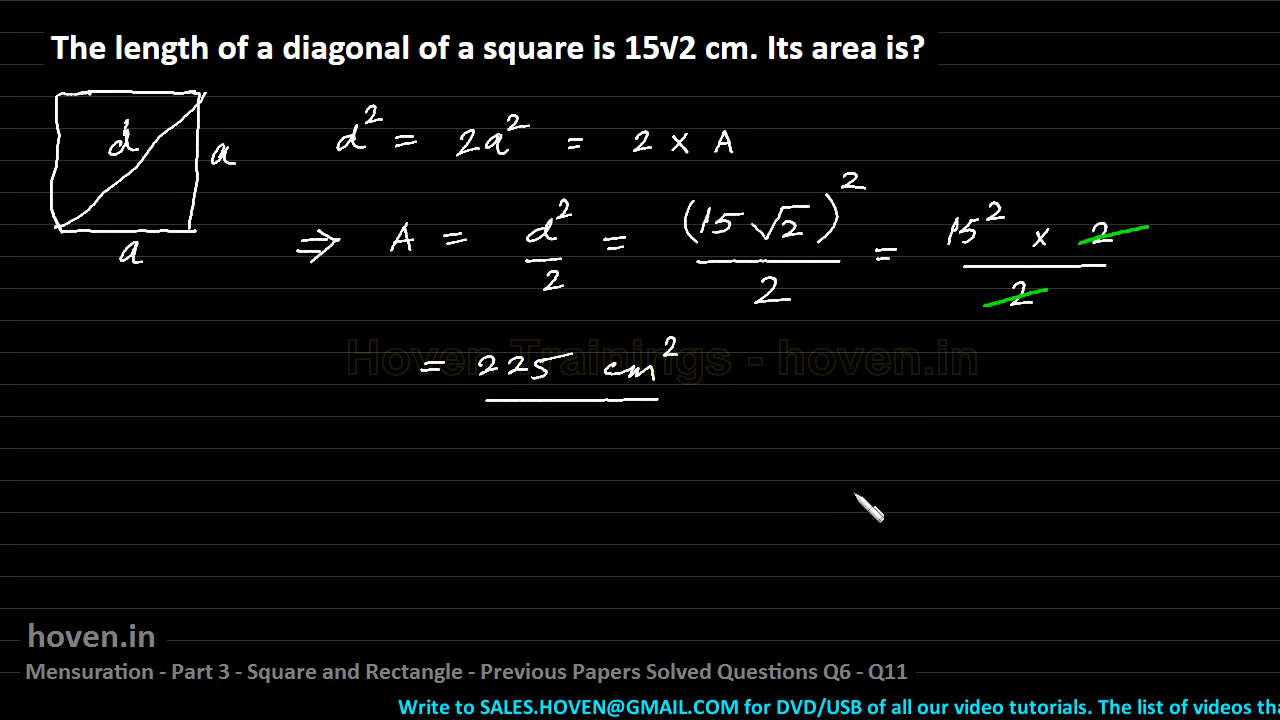 The length of a diagonal of a square is 15√2 cm. Its area is?
d
a
a
d² = 2a² = 2 × A
⇒ A = d²/2 = (15√2)²/2 = 15² × 2/2
= 225 cm²
Hoven Trainings - hoven.in
hoven.in
Mensuration - Part 3 - Square and Rectangle - Previous Papers Solved Questions Q6 - Q11
Write to SALES.HOVEN@GMAIL.COM for DVD/USB of all our video tutorials. The list of videos tha